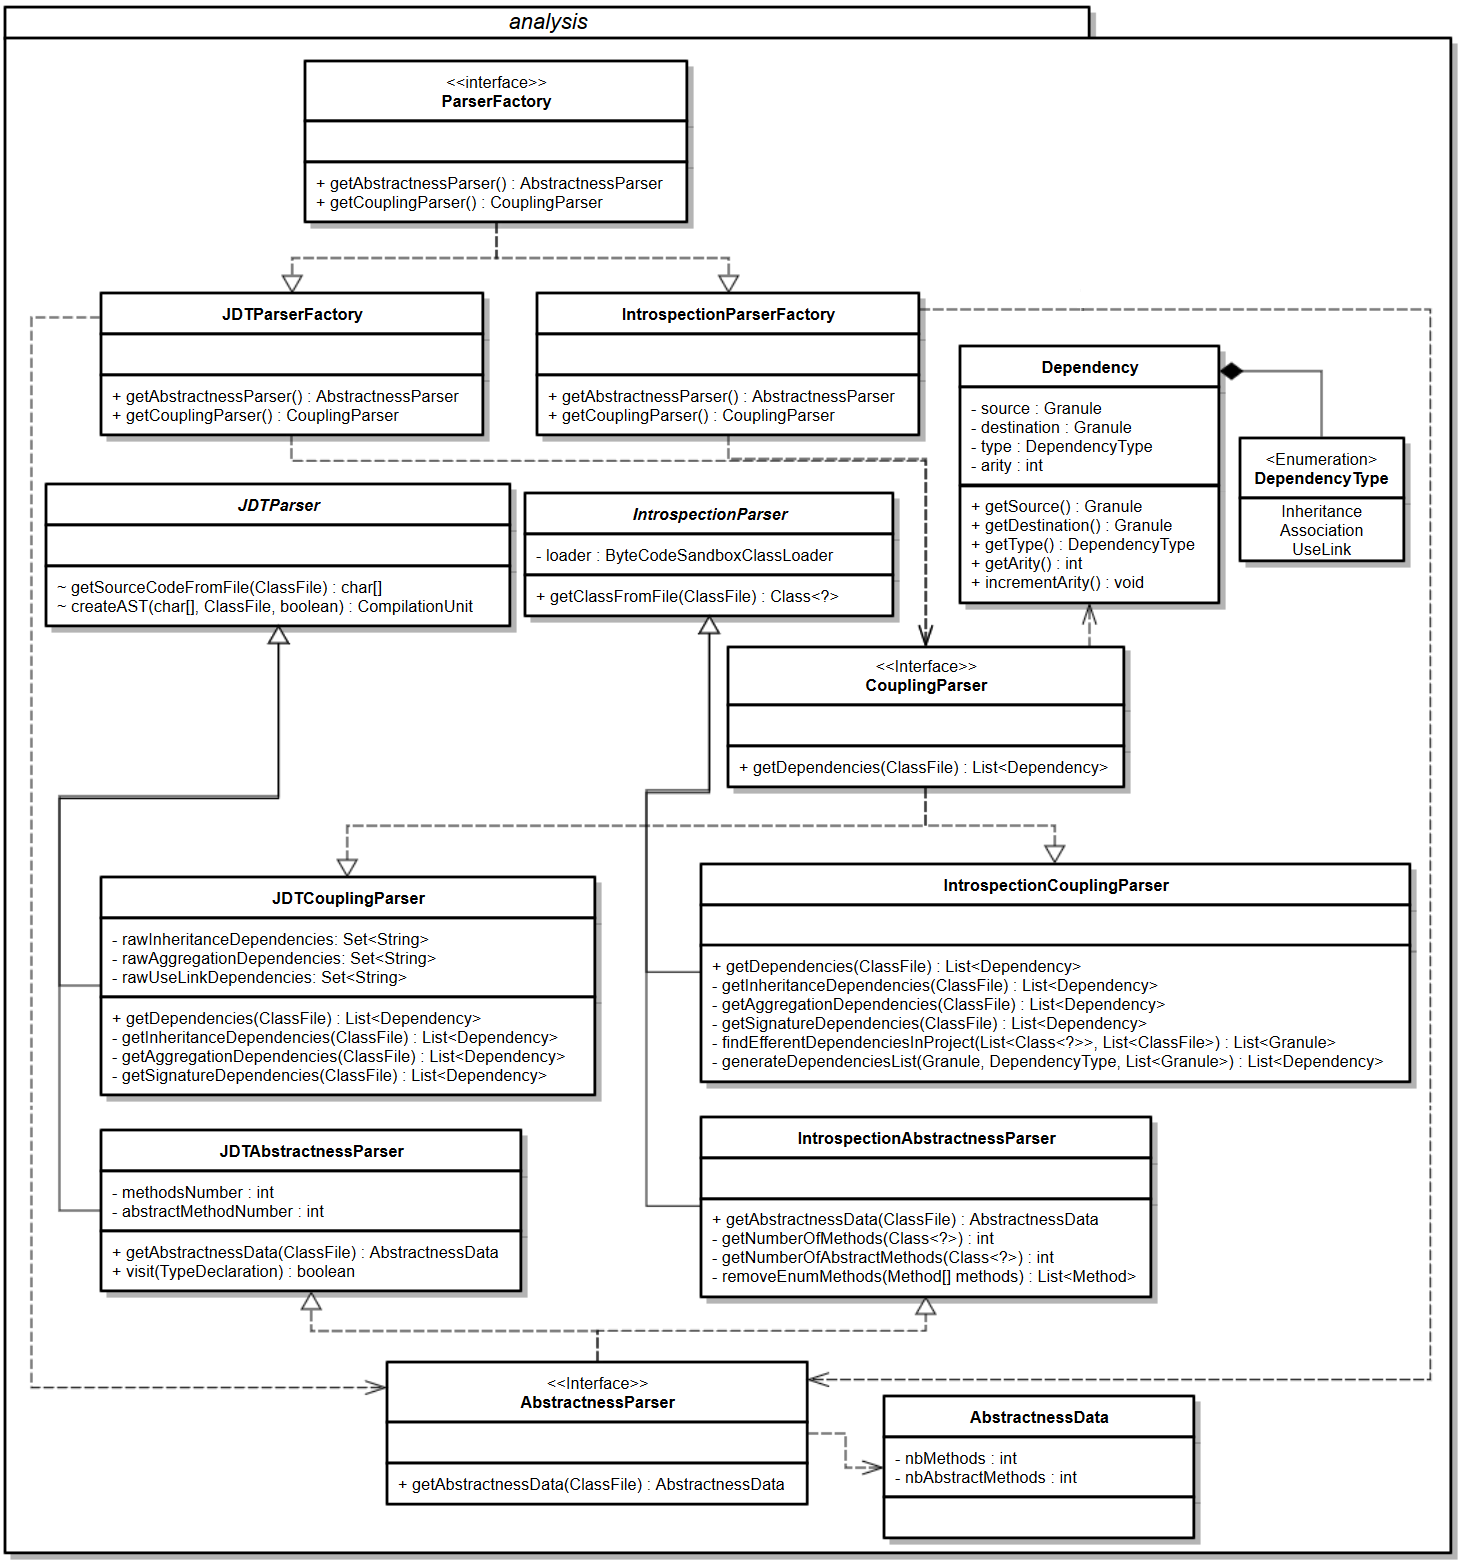 analysis
<<interface>>
ParserFactory
+ getAbstractnessParser() : AbstractnessParser
+ getCouplingParser() : CouplingParser
JDTParserFactory
+ getAbstractnessParser() : AbstractnessParser
+ getCouplingParser() : CouplingParser
IntrospectionParserFactory
+ getAbstractnessParser() : AbstractnessParser
+ getCouplingParser() : CouplingParser
Dependency
- source : Granule
- destination : Granule
- type : DependencyType
- arity : int
+ getSource() : Granule
+ getDestination() : Granule
+ getType() : DependencyType
+ getArity() : int
+ incrementArity() : void
<Enumeration>
DependencyType
Inheritance
Association
UseLink
JDTParser
~ getSourceCodeFromFile(ClassFile) : char[]
~ createAST(char[], ClassFile, boolean) : CompilationUnit
IntrospectionParser
- loader : ByteCodeSandboxClassLoader
+ getClassFromFile(ClassFile) : Class<?>
<<Interface>>
CouplingParser
+ getDependencies(ClassFile) : List<Dependency>
JDTCouplingParser
- rawInheritanceDependencies: Set<String>
- rawAggregationDependencies: Set<String>
- rawUseLinkDependencies: Set<String>
+ getDependencies(ClassFile) : List<Dependency>
- getInheritanceDependencies(ClassFile) : List<Dependency>
- getAggregationDependencies(ClassFile) : List<Dependency>
- getSignatureDependencies(ClassFile) : List<Dependency>
IntrospectionCouplingParser
+ getDependencies(ClassFile) : List<Dependency>
- getInheritanceDependencies(ClassFile) : List<Dependency>
- getAggregationDependencies(ClassFile) : List<Dependency>
- getSignatureDependencies(ClassFile) : List<Dependency>
- findEfferentDependenciesInProject(List<Class<?>>, List<ClassFile>) : List<Granule>
- generateDependenciesList(Granule, DependencyType, List<Granule>) : List<Dependency>
JDTAbstractnessParser
- methodsNumber : int
- abstractMethodNumber : int
+ getAbstractnessData(ClassFile) : AbstractnessData
+ visit(TypeDeclaration) : boolean
IntrospectionAbstractnessParser
+ getAbstractnessData(ClassFile) : AbstractnessData
- getNumberOfMethods(Class<?>) : int
- getNumberOfAbstractMethods(Class<?>) : int
- removeEnumMethods(Method[] methods) : List<Method>
<<Interface>>
AbstractnessParser
+ getAbstractnessData(ClassFile) : AbstractnessData
AbstractnessData
- nbMethods : int
- nbAbstractMethods : int